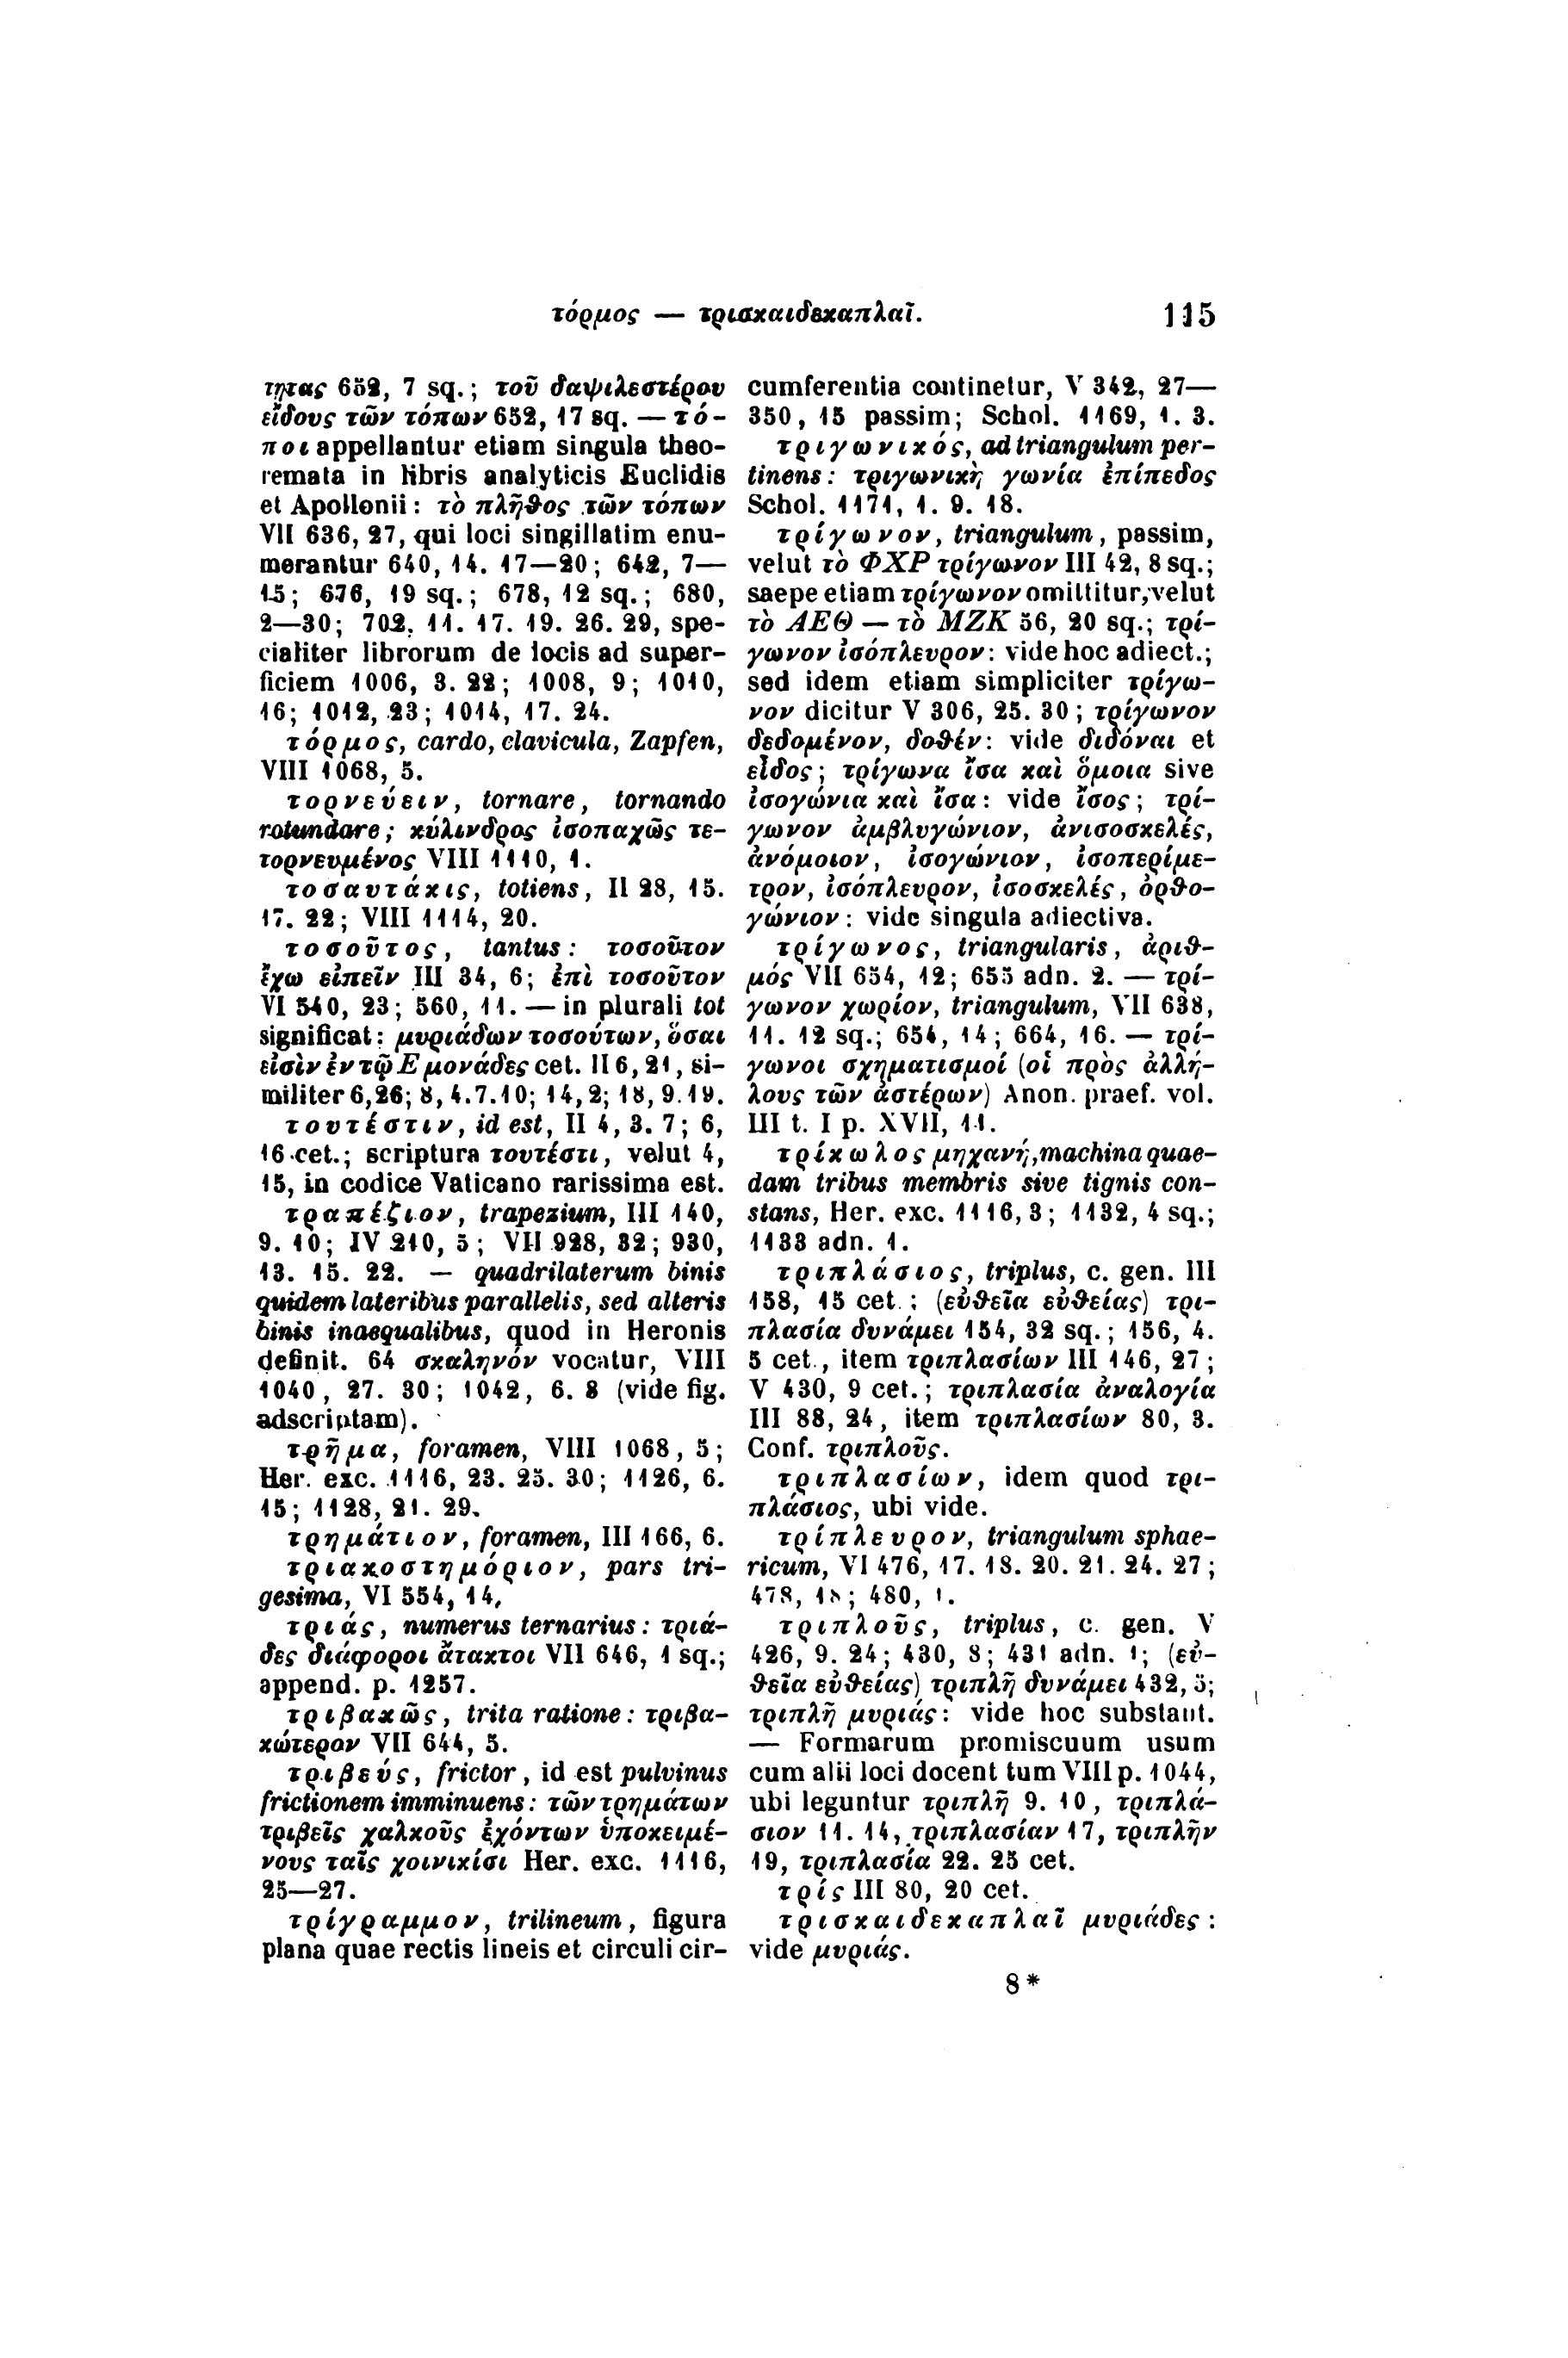 τόρμος — τρισκαιδεκαπλαῖ. 115
τητας 652, 7 sq.; τοῦ δαψιλεστέρου
εἴδους τῶν τόπων 652, 17 sq. — τό-
ποι appellantur etiam singula theo-
remata in libris analyticis Euclidis
et Apollonii: τὸ πλῆθος τῶν τόπων
VII 636, 27, qui loci singillatim enu-
merantur 640, 14. 17—20; 642, 7—
15; 676, 19 sq.; 678, 12 sq.; 680,
2—30; 702, 11. 17. 19. 26. 29, spe-
cialiter librorum de locis ad super-
ficiem 1006, 3. 22; 1008, 9; 1010,
16; 1012, 23; 1014, 17. 24.
τόρμος, cardo, clavicula, Zapfen,
VIII 1068, 5.
τορνεύειν, tornare, tornando
rotundare; κύλινδρος ἰσοπαχῶς τε-
τορνευμένος VIII 1110, 1.
τοσαυτάκις, totiens, II 28, 15.
17. 22; VIII 1114, 20.
τοσοῦτος, tantus: τοσοῦτον
ἔχω εἰπεῖν III 34, 6; ἐπὶ τοσοῦτον
VI 540, 23; 560, 11. — in plurali tot
significat: μυριάδων τοσούτων, ὅσαι
εἰσὶν ἐν τῷ Ε μονάδες cet. II 6, 21, si-
militer 6, 26; 8, 4. 7. 10; 14, 2; 18, 9. 19.
τουτέστιν, id est, II 4, 3. 7; 6,
16 cet.; scriptura τουτέστι, velut 4,
15, in codice Vaticano rarissima est.
τραπέζιον, trapezium, III 140,
9. 10; IV 210, 5; VII 928, 32; 930,
13. 15. 22. — quadrilaterum binis
quidem lateribus parallelis, sed alteris
binis inaequalibus, quod in Heronis
definit. 64 σκαληνόν vocatur, VIII
1040, 27. 30; 1042, 6. 8 (vide fig.
adscriptam).
τρῆμα, foramen, VIII 1068, 5;
Her. exc. 1116, 23. 25. 30; 1126, 6.
15; 1128, 21. 29.
τρημάτιον, foramen, III 166, 6.
τριακοστημόριον, pars tri-
gesima, VI 554, 14.
τριάς, numerus ternarius: τριά-
δες διάφοροι ἄτακτοι VII 646, 1 sq.;
append. p. 1257.
τριβακῶς, trita ratione: τριβα-
κώτερον VII 644, 5.
τριβεύς, frictor, id est pulvinus
frictionem imminuens: τῶν τρημάτων
τριβεῖς χαλκοῦς ἐχόντων ὑποκειμέ-
νους ταῖς χοινικίσι Her. exc. 1116,
25—27.
τρίγραμμον, trilineum, figura
plana quae rectis lineis et circuli cir-
cumferentia continetur, V 342, 27—
350, 15 passim; Schol. 1169, 1. 3.
τριγωνικός, ad triangulum per-
tinens: τριγωνικὴ γωνία ἐπίπεδος
Schol. 1171, 1. 9. 18.
τρίγωνον, triangulum, passim,
velut τὸ ΦΧΡ τρίγωνον III 42, 8 sq.;
saepe etiam τρίγωνον omittitur, velut
τὸ ΑΕΘ — τὸ ΜΖΚ 56, 20 sq.; τρί-
γωνον ἰσόπλευρον: vide hoc adiect.;
sed idem etiam simpliciter τρίγω-
νον dicitur V 306, 25. 30; τρίγωνον
δεδομένον, δοθέν: vide διδόναι et
εἶδος; τρίγωνα ἴσα καὶ ὅμοια sive
ἰσογώνια καὶ ἴσα: vide ἴσος; τρί-
γωνον ἀμβλυγώνιον, ἀνισοσκελές,
ἀνόμοιον, ἰσογώνιον, ἰσοπερίμε-
τρον, ἰσόπλευρον, ἰσοσκελές, ὀρθο-
γώνιον: vide singula adiectiva.
τρίγωνος, triangularis, ἀριθ-
μός VII 654, 12; 655 adn. 2. — τρί-
γωνον χωρίον, triangulum, VII 638,
11. 12 sq.; 654, 14; 664, 16. — τρί-
γωνοι σχηματισμοί (οἱ πρὸς ἀλλή-
λους τῶν ἀστέρων) Anon. praef. vol.
III t. I p. XVII, 11.
τρίκωλος μηχανή, machina quae-
dam tribus membris sive tignis con-
stans, Her. exc. 1116, 3; 1132, 4 sq.;
1133 adn. 1.
τριπλάσιος, triplus, c. gen. III
158, 15 cet.; (εὐθεῖα εὐθείας) τρι-
πλασία δυνάμει 154, 32 sq.; 156, 4.
5 cet., item τριπλασίων III 146, 27;
V 430, 9 cet.; τριπλασία ἀναλογία
III 88, 24, item τριπλασίων 80, 3.
Conf. τριπλοῦς.
τριπλασίων, idem quod τρι-
πλάσιος, ubi vide.
τρίπλευρον, triangulum sphae-
ricum, VI 476, 17. 18. 20. 21. 24. 27;
478, 18; 480, 1.
τριπλοῦς, triplus, c. gen. V
426, 9. 24; 430, 8; 431 adn. 1; (εὐ-
θεῖα εὐθείας) τριπλῆ δυνάμει 432, 5;
τριπλῆ μυριάς: vide hoc substant.
— Formarum promiscuum usum
cum alii loci docent tum VIII p. 1044,
ubi leguntur τριπλῆ 9. 10, τριπλά-
σιον 11. 14, τριπλασίαν 17, τριπλῆν
19, τριπλασία 22. 25 cet.
τρίς III 80, 20 cet.
τρισκαιδεκαπλαῖ μυριάδες:
vide μυριάς.
8*